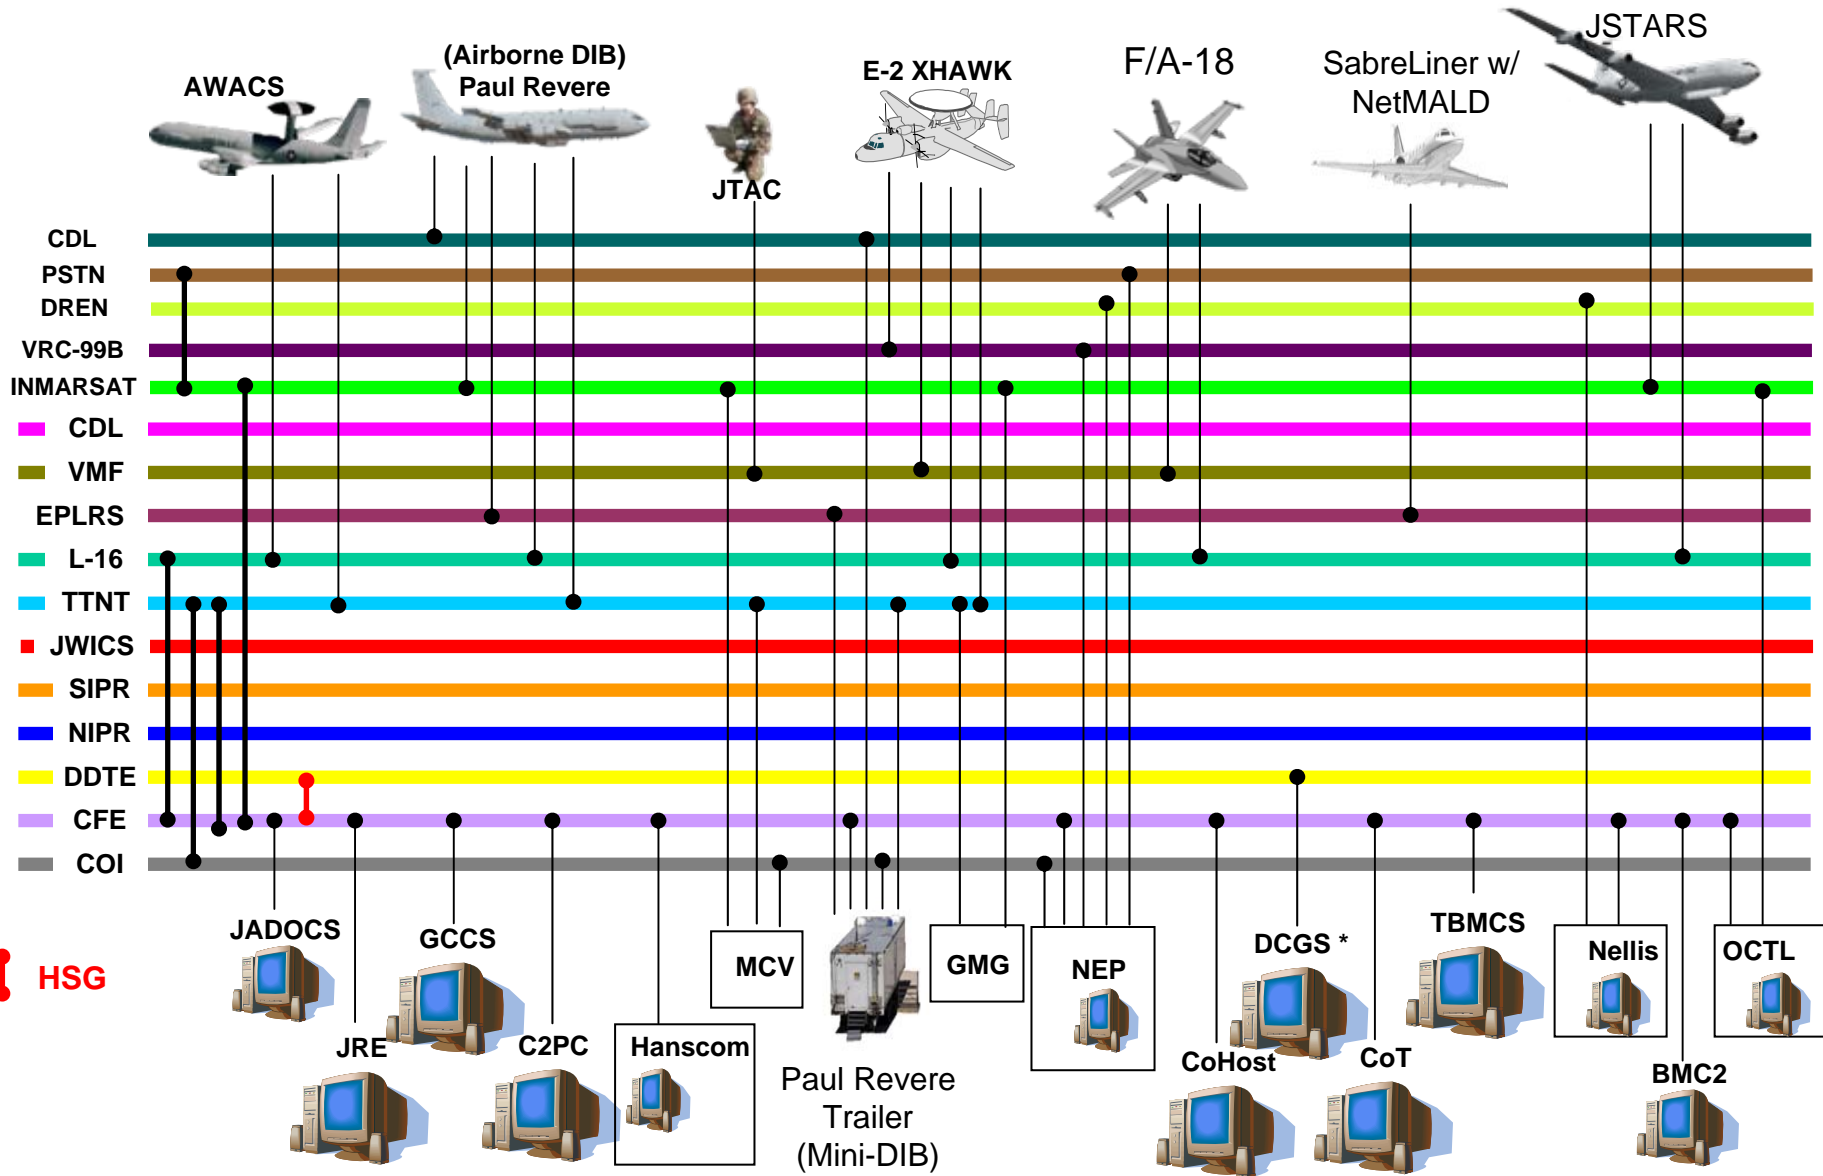 JSTARS
(Airborne DIB)
Paul Revere
F/A-18
SabreLiner w/
NetMALD
E-2 XHAWK
AWACS
JTAC
CDL
PSTN
DREN
VRC-99B
INMARSAT
CDL
VMF
EPLRS
L-16
TTNT
JWICS
SIPR
NIPR
DDTE
CFE
COI
JADOCS
GCCS
MCV
GMG
NEP
DCGS *
TBMCS
Nellis
OCTL
HSG
JRE
C2PC
Hanscom
CoHost
CoT
BMC2
Paul Revere
Trailer
(Mini-DIB)